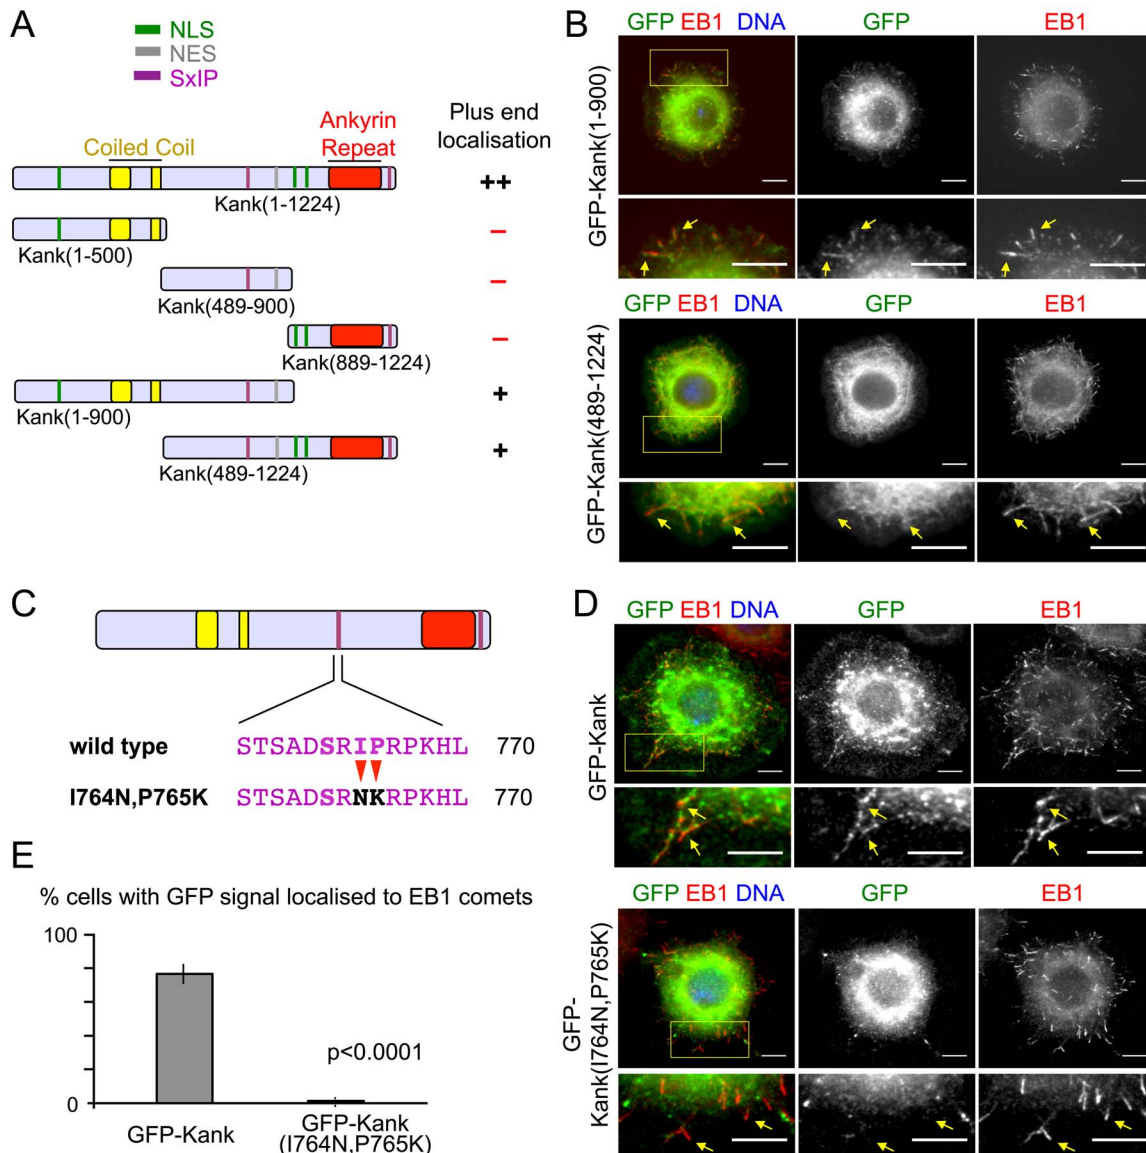 A
NLS
NES
SxIP
Plus end
localisation
Coiled Coil
Ankyrin
Repeat
Kank(1-1224)
++
Kank(1-500)
–
Kank(489-900)
–
Kank(889-1224)
–
Kank(1-900)
+
Kank(489-1224)
+
B
GFP EB1 DNA
GFP
EB1
GFP-Kank(1-900)
GFP EB1 DNA
GFP
EB1
GFP-Kank(489-1224)
C
wild type
STSADSRIPRPKHL 770
I764N,P765K
STSADSRNKRPKHL 770
D
GFP EB1 DNA
GFP
EB1
GFP-Kank
GFP EB1 DNA
GFP
EB1
GFP-
Kank(I764N,P765K)
E
% cells with GFP signal localised to EB1 comets
100
0
p<0.0001
GFP-Kank
GFP-Kank
(I764N,P765K)